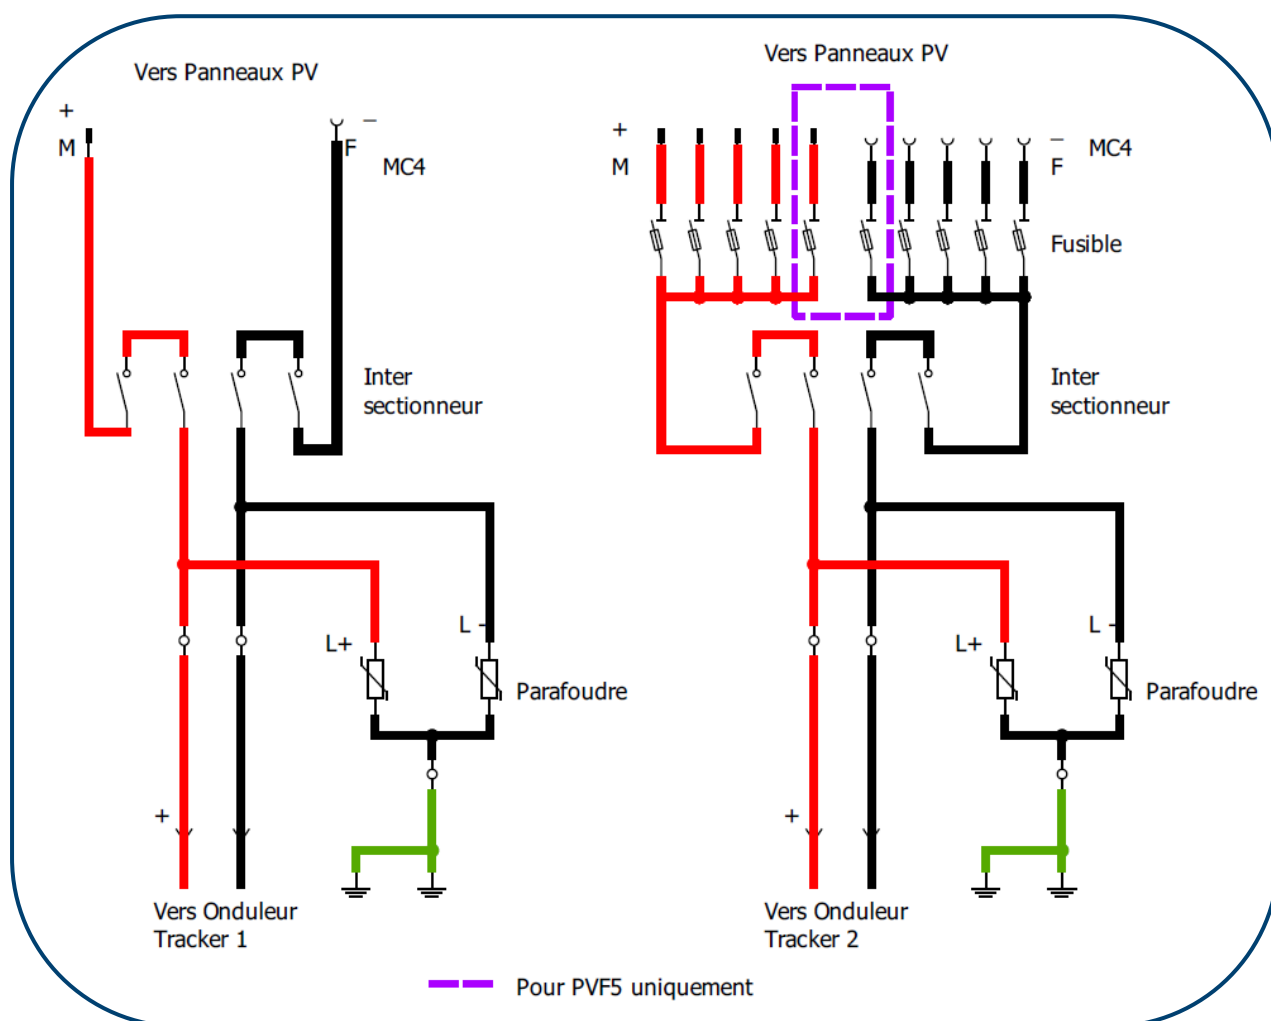 Vers Panneaux PV
+
M
–
F
MC4
Inter
sectionneur
L+
L -
Parafoudre
+
Vers Onduleur
Tracker 1
Vers Panneaux PV
+
M
–
F
MC4
Fusible
Inter
sectionneur
L+
L -
Parafoudre
+
Vers Onduleur
Tracker 2
Pour PVF5 uniquement